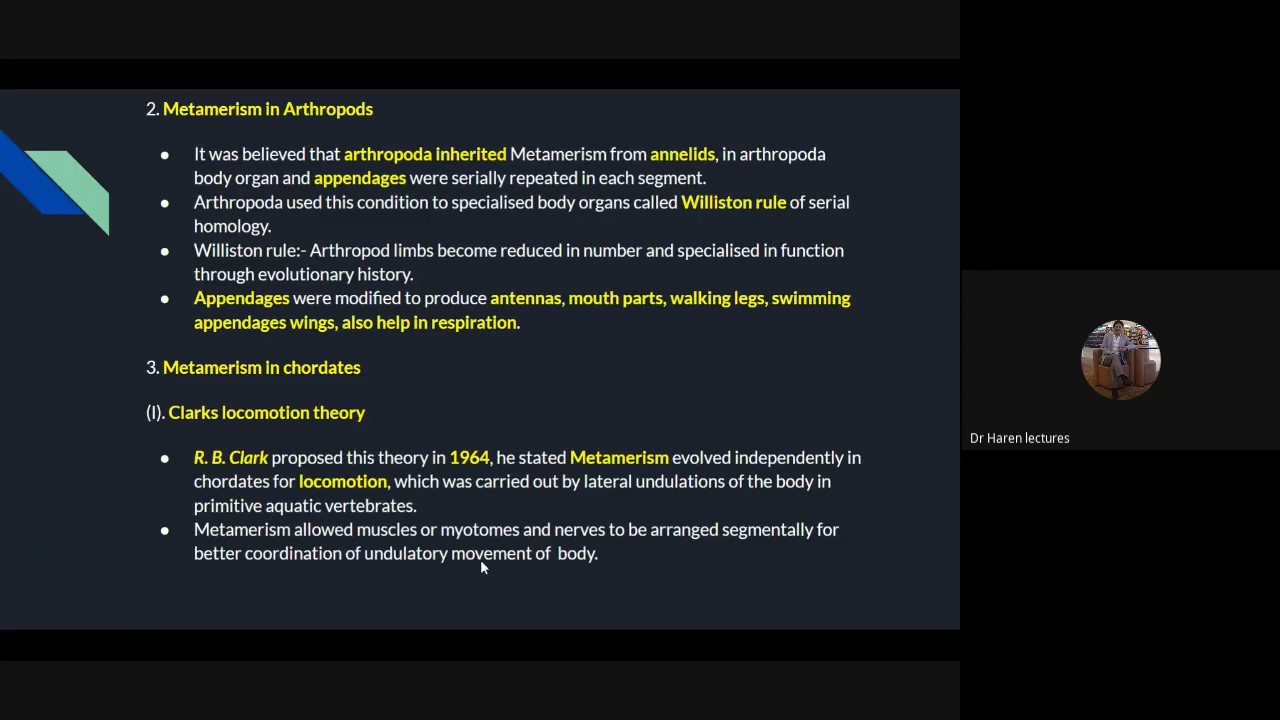 2. Metamerism in Arthropods
● It was believed that arthropoda inherited Metamerism from annelids, in arthropoda
body organ and appendages were serially repeated in each segment.
● Arthropoda used this condition to specialised body organs called Williston rule of serial
homology.
● Williston rule:- Arthropod limbs become reduced in number and specialised in function
through evolutionary history.
● Appendages were modified to produce antennas, mouth parts, walking legs, swimming
appendages wings, also help in respiration.
3. Metamerism in chordates
(I). Clarks locomotion theory
● R. B. Clark proposed this theory in 1964, he stated Metamerism evolved independently in
chordates for locomotion, which was carried out by lateral undulations of the body in
primitive aquatic vertebrates.
● Metamerism allowed muscles or myotomes and nerves to be arranged segmentally for
better coordination of undulatory movement of body.
Dr Haren lectures